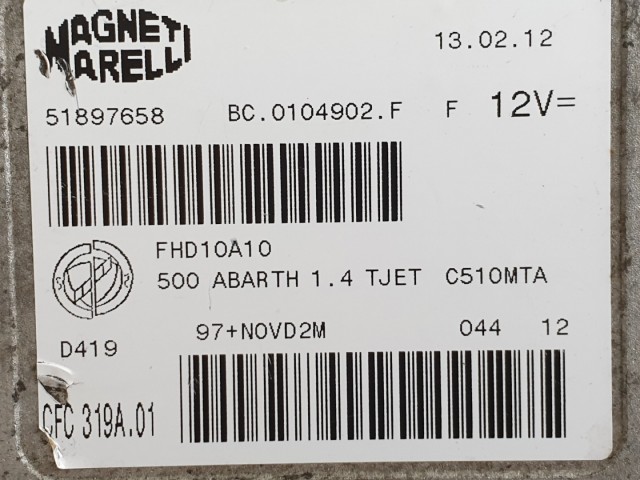 MAGNETI
MARELLI
13.02.12
51897658 BC.0104902.F F 12V=
FHD10A10
500 ABARTH 1.4 TJET C510MTA
D419 97+NOVD2M 044 12
CFC 319A.01